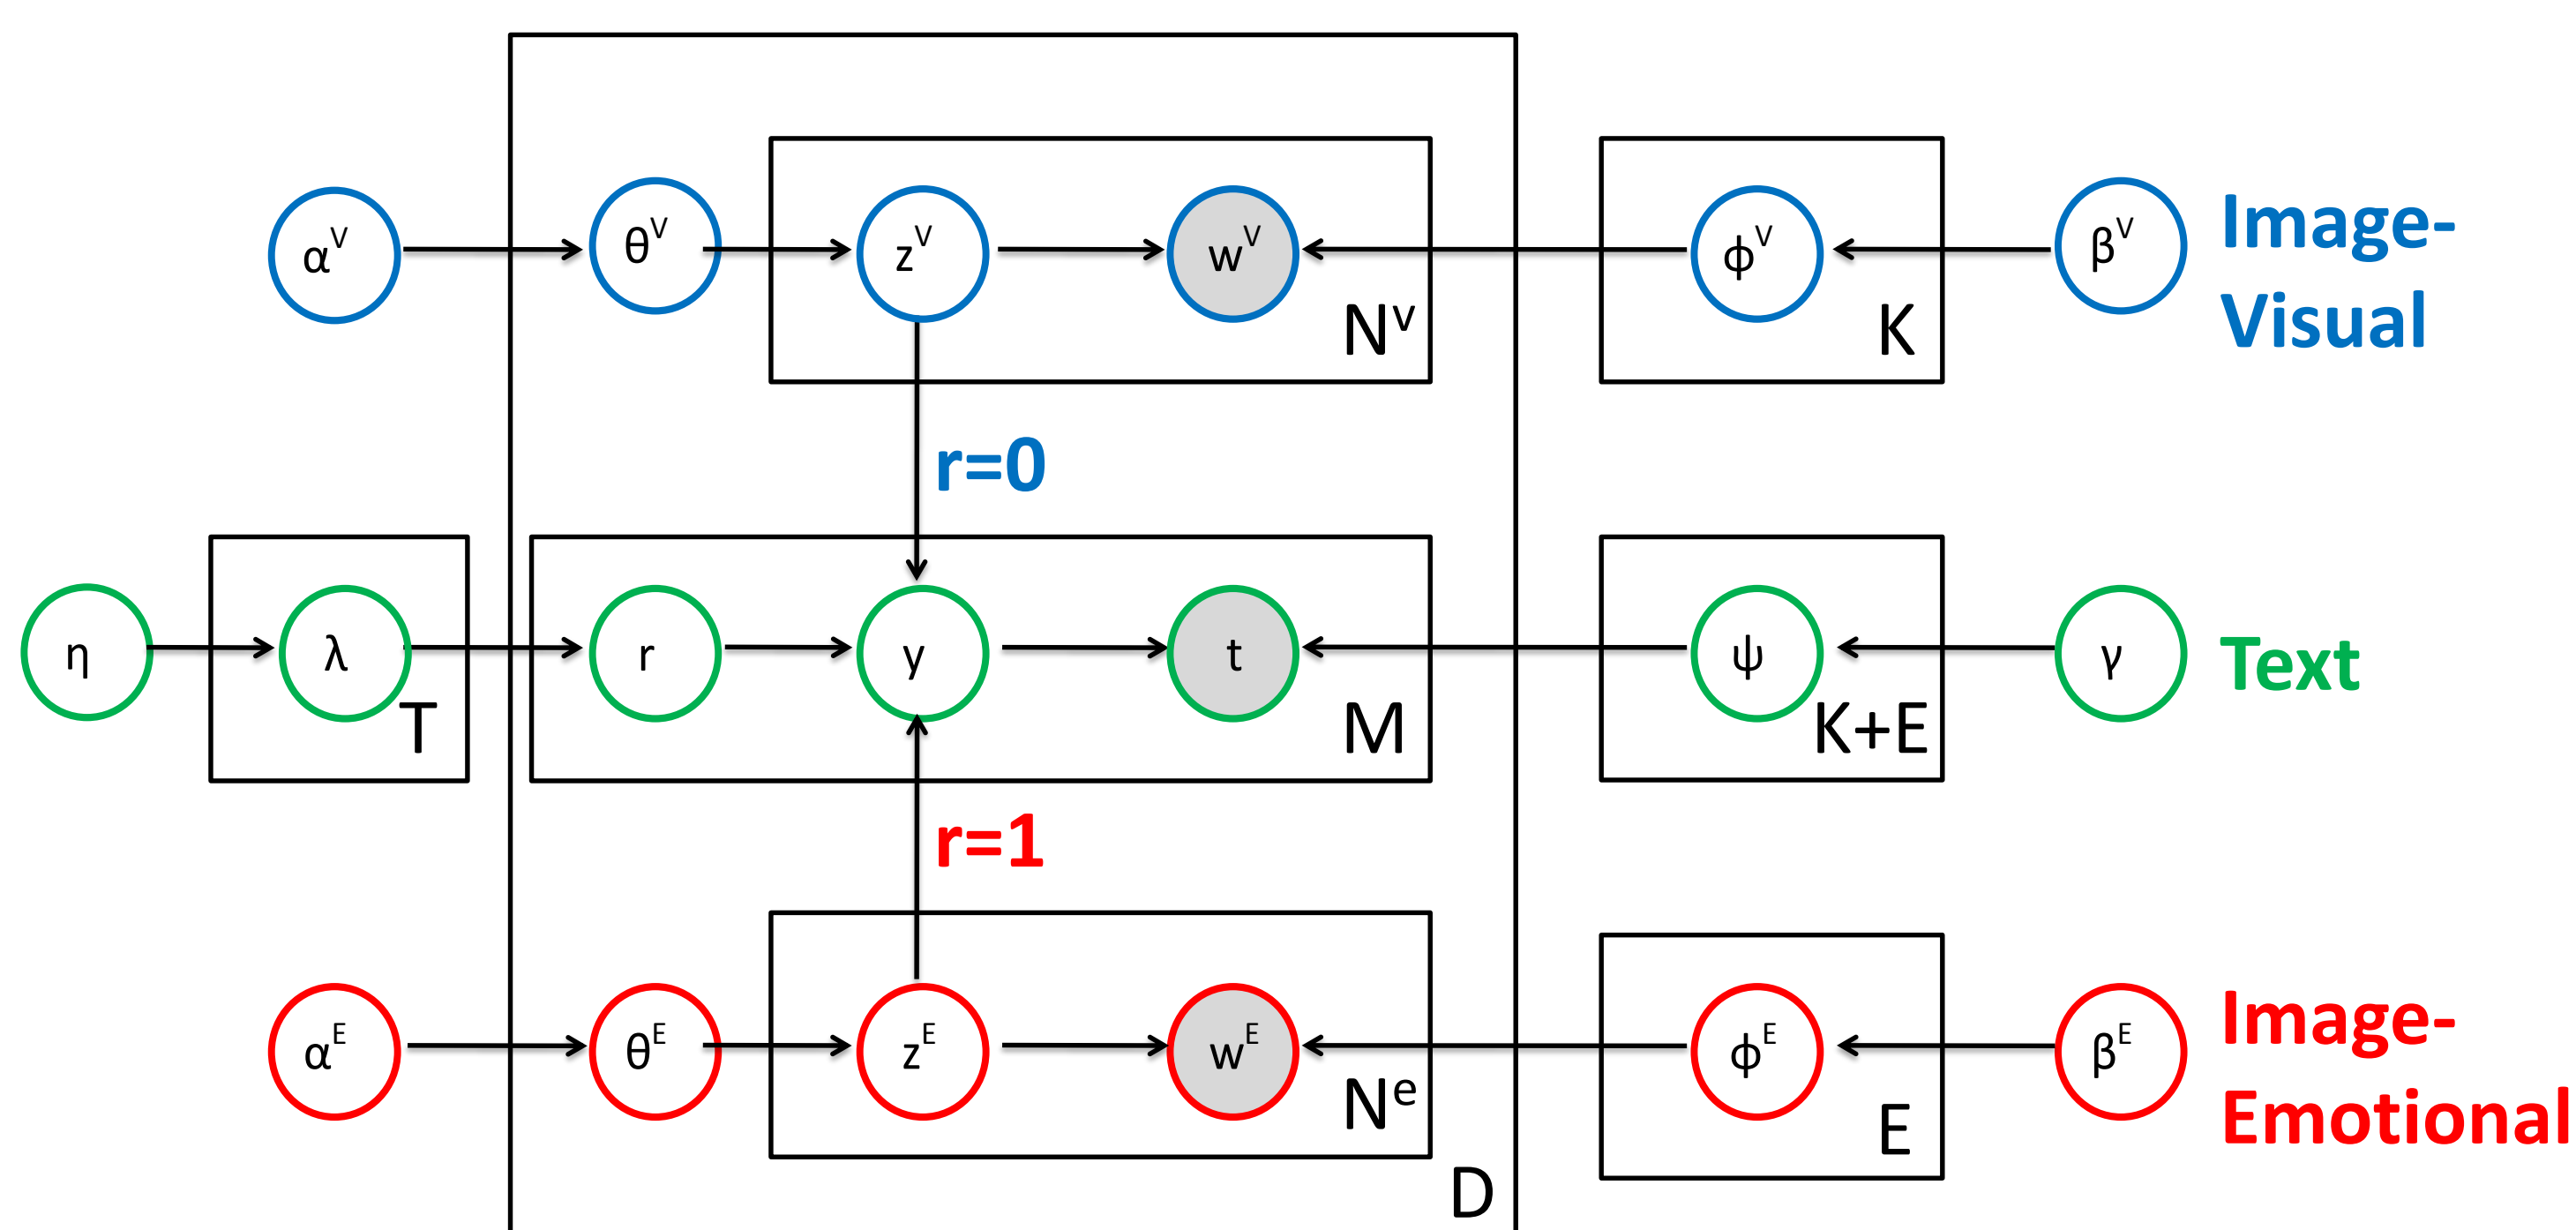 α^V θ^V z^V w^V ϕ^V β^V Image-
N^v K Visual
r=0
η λ r y t ψ γ Text
T M K+E
r=1
α^E θ^E z^E w^E ϕ^E β^E Image-
N^e E Emotional
D